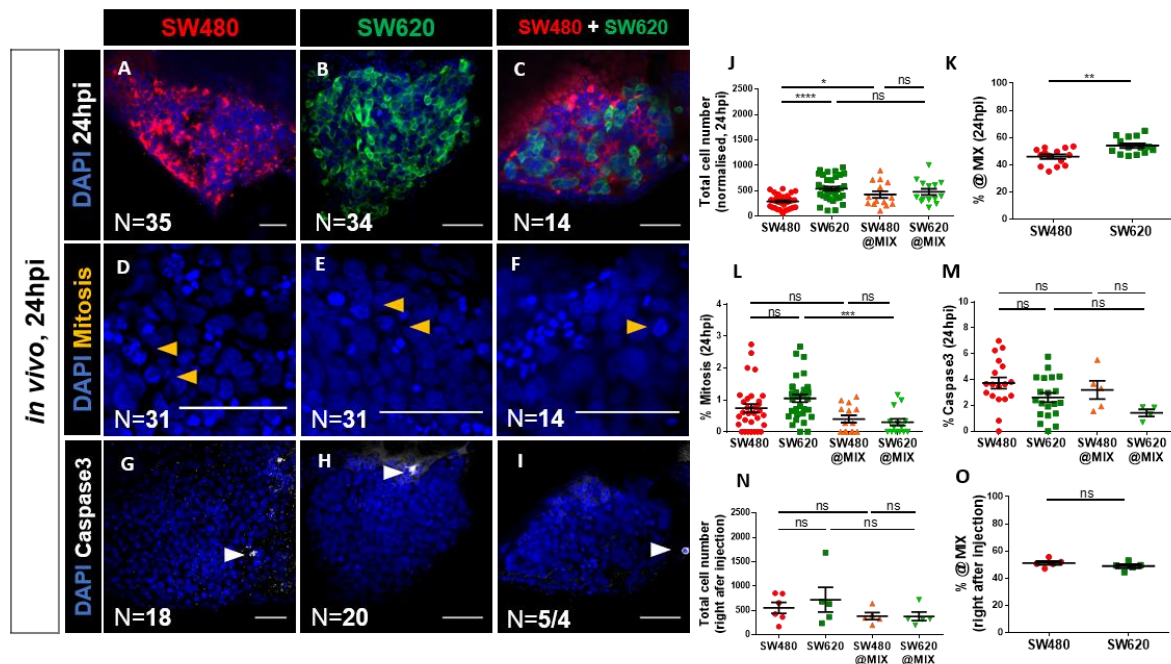 SW480
SW620
SW480 + SW620
in vivo, 24hpi
DAPI 24hpi
A
N=35
B
N=34
C
N=14
DAPI Mitosis
D
N=31
E
N=31
F
N=14
DAPI Caspase3
G
N=18
H
N=20
I
N=5/4
J
Total cell number
(normalised, 24hpi)
2500
2000
1500
1000
500
0
*
ns
****
ns
SW480
SW620
SW480
@MIX
SW620
@MIX
K
% @MIX (24hpi)
100
80
60
40
20
0
**
SW480
SW620
L
% Mitosis (24hpi)
5
4
3
2
1
0
ns
ns
ns
***
SW480
SW620
SW480
@MIX
SW620
@MIX
M
% Caspase3 (24hpi)
10
8
6
4
2
0
ns
ns
ns
ns
SW480
SW620
SW480
@MIX
SW620
@MIX
N
Total cell number
(right afer injection)
2500
2000
1500
1000
500
0
ns
ns
ns
ns
SW480
SW620
SW480
@MIX
SW620
@MIX
O
% @MIX
(right after injection)
100
80
60
40
20
0
ns
SW480
SW620